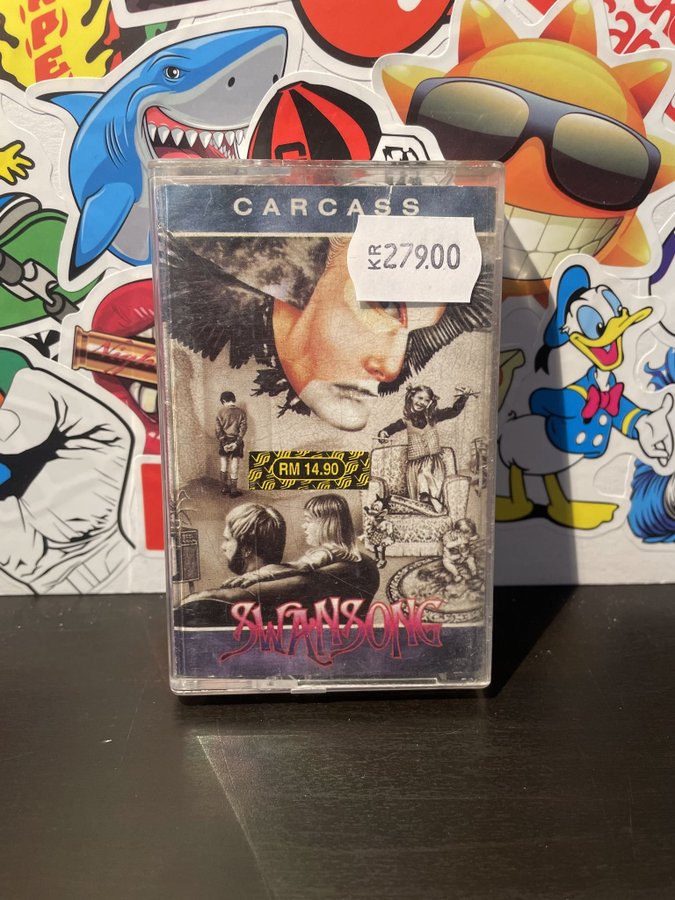 CARCASS
KR 279.00
RM 14.90
SWANSONG